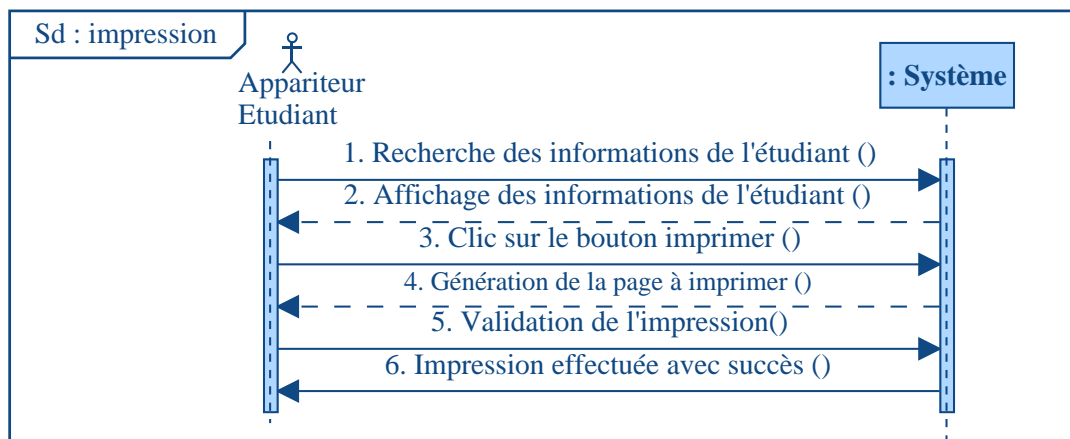 Sd : impression
Appariteur
Etudiant
: Système
1. Recherche des informations de l'étudiant ()
2. Affichage des informations de l'étudiant ()
3. Clic sur le bouton imprimer ()
4. Génération de la page à imprimer ()
5. Validation de l'impression()
6. Impression effectuée avec succès ()